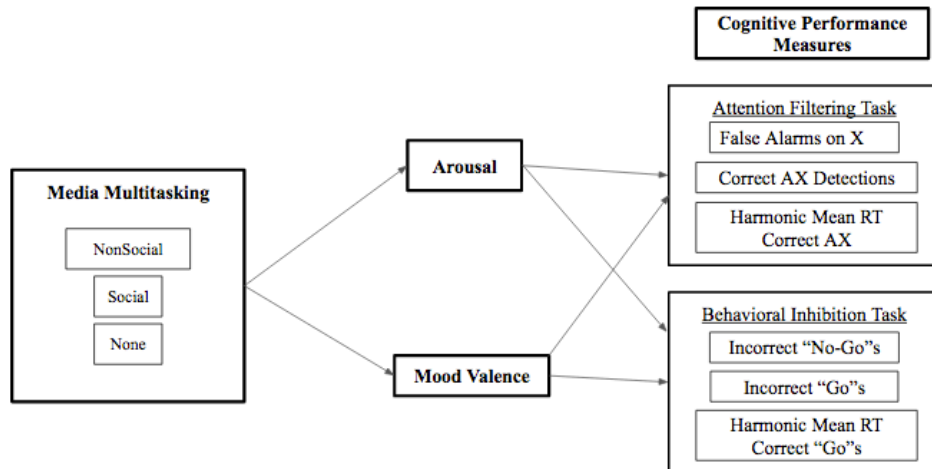 Cognitive Performance
Measures
Attention Filtering Task
False Alarms on X
Correct AX Detections
Harmonic Mean RT
Correct AX
Arousal
Media Multitasking
NonSocial
Social
None
Mood Valence
Behavioral Inhibition Task
Incorrect “No-Go”s
Incorrect “Go”s
Harmonic Mean RT
Correct “Go”s